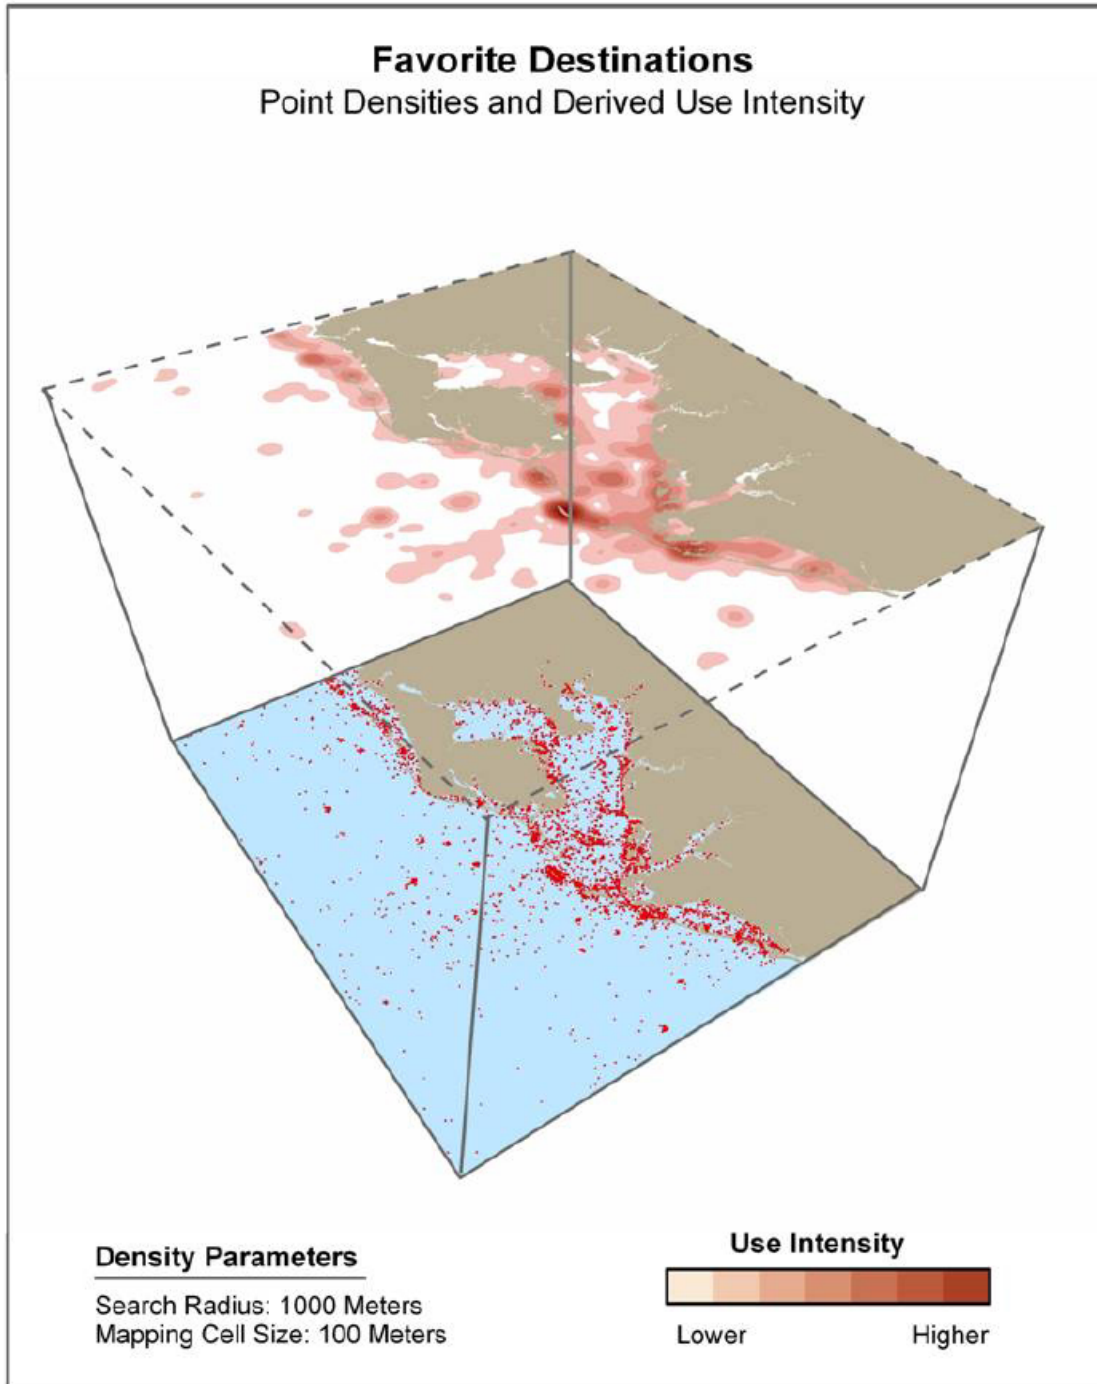 Favorite Destinations
Point Densities and Derived Use Intensity
Density Parameters
Search Radius: 1000 Meters
Mapping Cell Size: 100 Meters
Use Intensity
Lower Higher